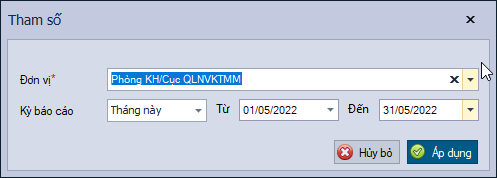 Tham số
Đơn vị* Phòng KH/Cục QLNVKTMM
Kỳ báo cáo Tháng này Từ 01/05/2022 Đến 31/05/2022
Hủy bỏ Áp dụng